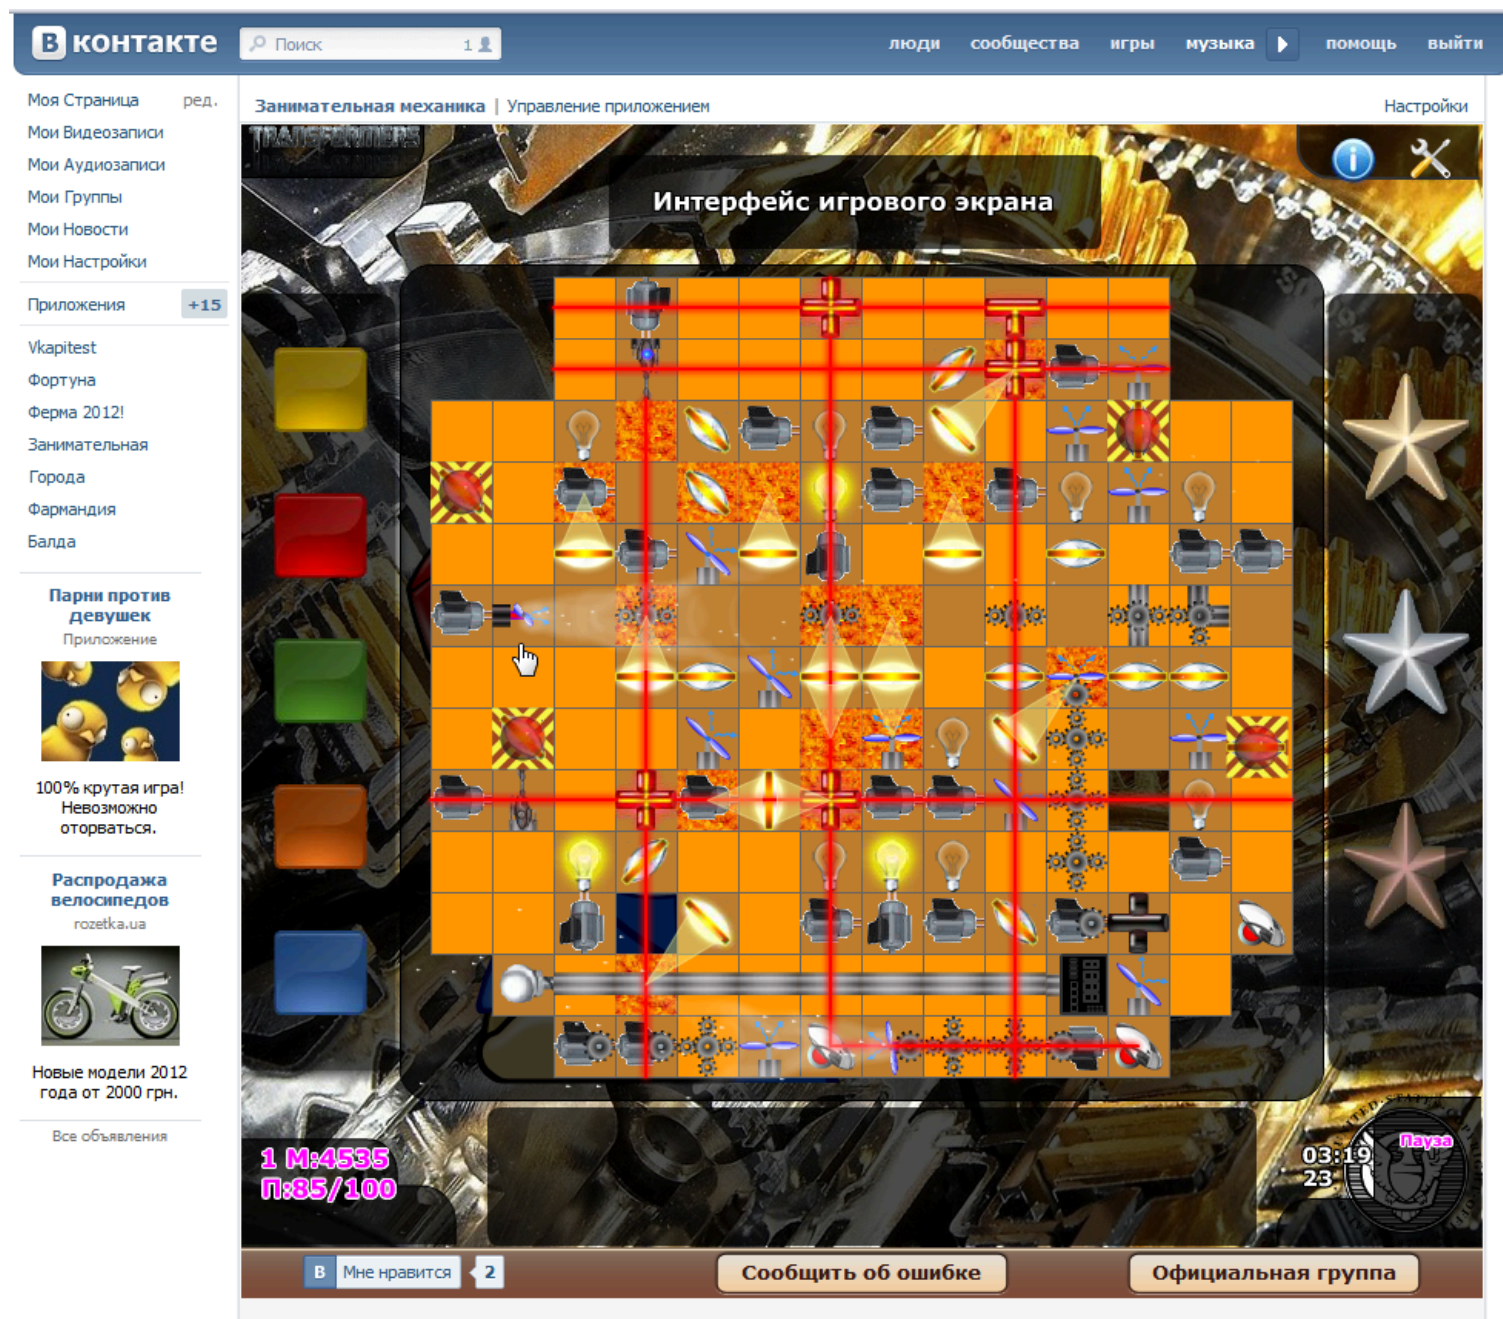 В контакте
Поиск 1
люди сообщества игры музыка помощь выйти
Моя Страница ред.
Мои Видеозаписи
Мои Аудиозаписи
Мои Группы
Мои Новости
Мои Настройки
Приложения +15
Vkapitest
Фортуна
Ферма 2012!
Занимательная
Города
Фармандия
Балда
Парни против
девушек
Приложение
100% крутая игра!
Невозможно
оторваться.
Распродажа
велосипедов
rozetka.ua
Новые модели 2012
года от 2000 грн.
Все объявления
Занимательная механика | Управление приложением
Настройки
TRANSFORMERS
Интерфейс игрового экрана
1 М:4535
П:85/100
03:19
23
Пауза
В Мне нравится 2
Сообщить об ошибке
Официальная группа